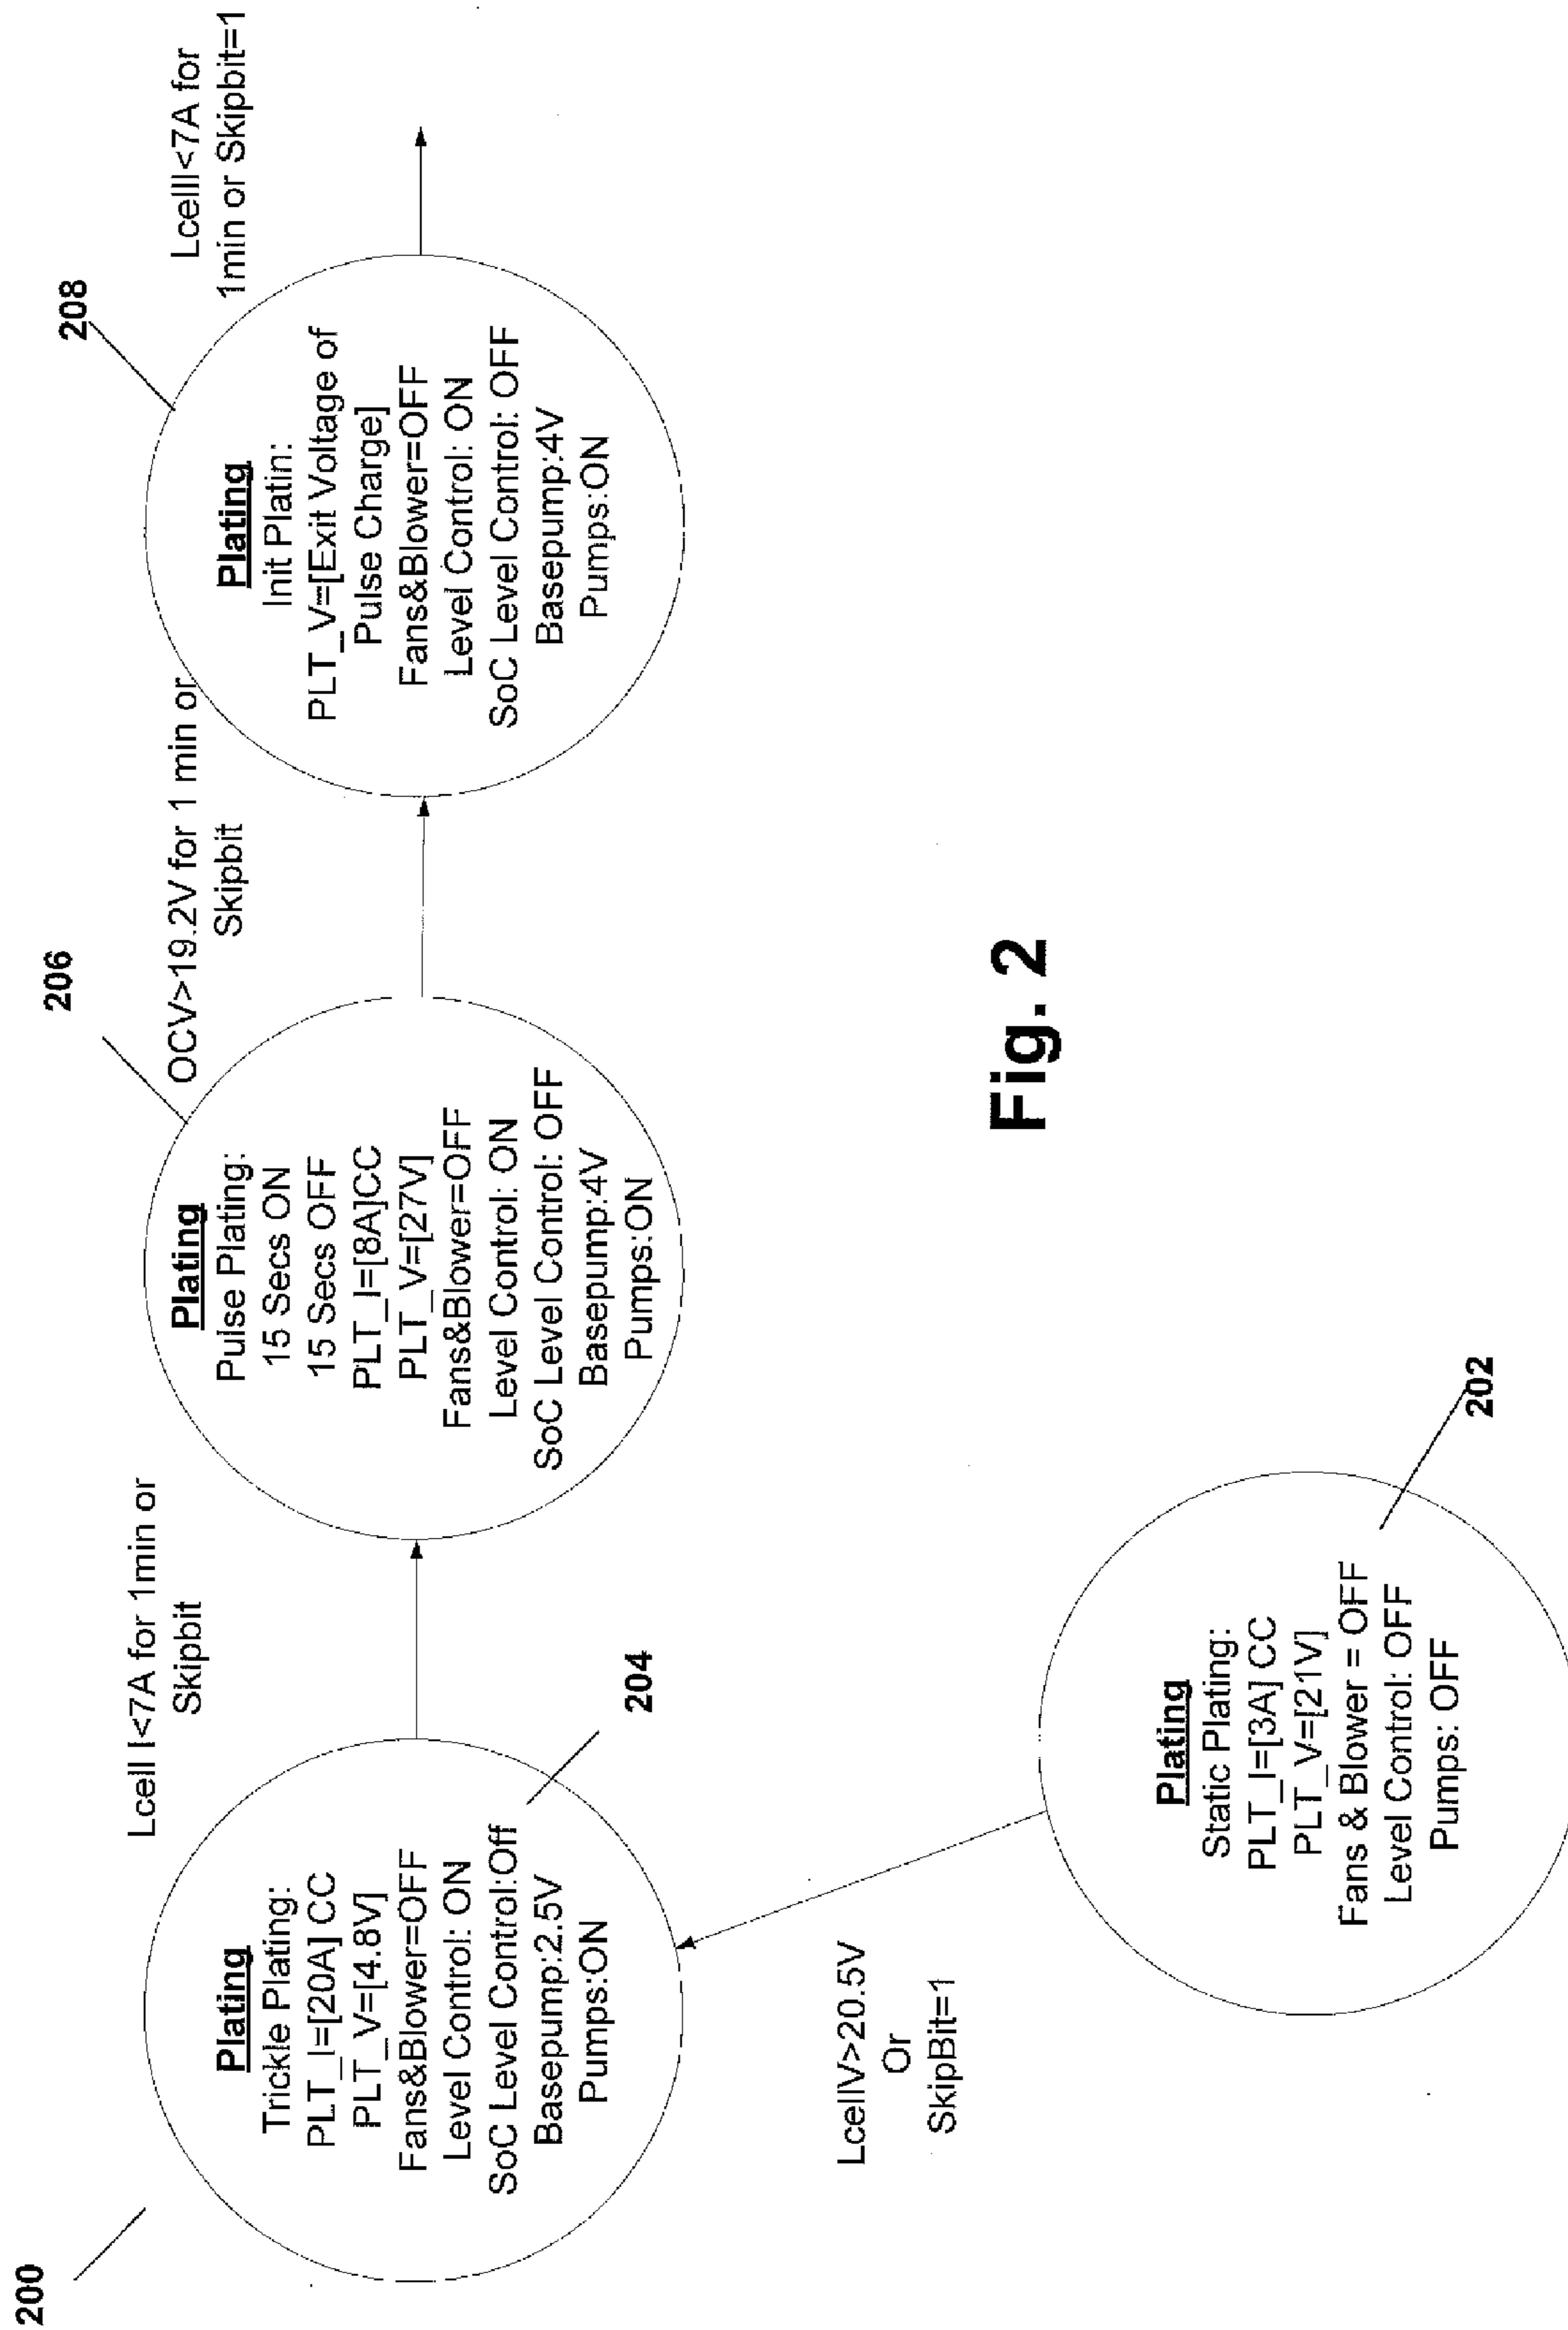 200
Plating
Trickle Plating:
PLT_I=[20A] CC
PLT_V=[4.8V]
Fans&Blower=OFF
Level Control: ON
SoC Level Control:Off
Basepump:2.5V
Pumps:ON
204
Lcell I<7A for 1min or
Skipbit
Plating
Pulse Plating:
15 Secs ON
15 Secs OFF
PLT_I=[8A]CC
PLT_V=[27V]
Fans&Blower=OFF
Level Control: ON
SoC Level Control: OFF
Basepump:4V
Pumps:ON
206
OCV>19.2V for 1 min or
Skipbit
Plating
Init Platin:
PLT_V=[Exit Voltage of
Pulse Charge]
Fans&Blower=OFF
Level Control: ON
SoC Level Control: OFF
Basepump:4V
Pumps:ON
208
LcellI<7A for
1min or Skipbit=1
LcellV>20.5V
Or
SkipBit=1
Plating
Static Plating:
PLT_I=[3A] CC
PLT_V=[21V]
Fans & Blower = OFF
Level Control: OFF
Pumps: OFF
202
Fig. 2